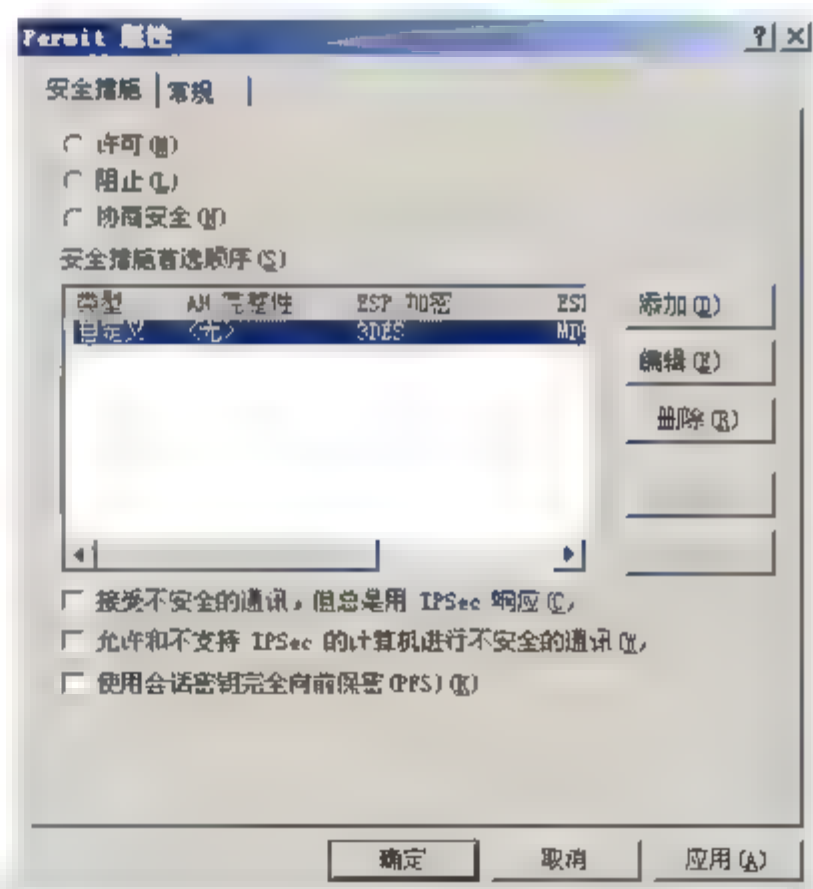 Permit 属性
安全措施 常规
许可(M)
阻止(L)
协商安全(N)
安全措施首选顺序(S)
类型 AH 完整性 ESP 加密 ES
自定义 <无> 3DES MD5
添加(D)
编辑(E)
删除(R)
接受不安全的通讯，但总是用 IPSec 响应(C)
允许和不支持 IPSec 的计算机进行不安全的通讯(W)
使用会话密钥完全向前保密(PFS)(K)
确定 取消 应用(A)